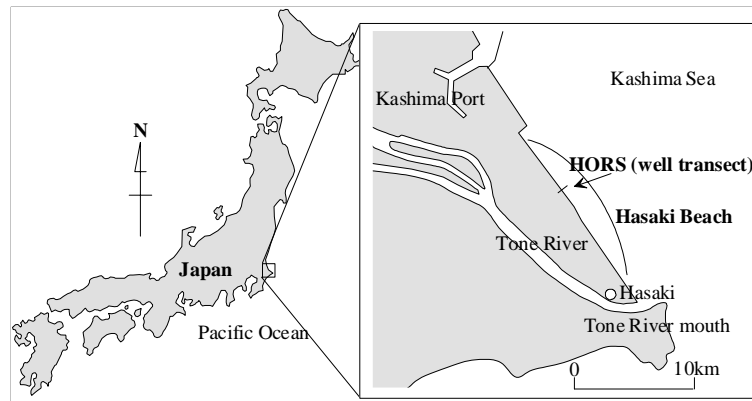 N
Japan
Pacific Ocean
Kashima Sea
Kashima Port
HORS (well transect)
Hasaki Beach
Tone River
Hasaki
Tone River mouth
0 10km